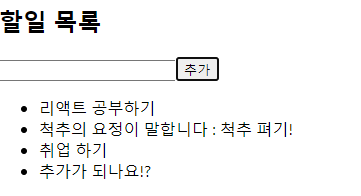 할일 목록
추가
리액트 공부하기
척추의 요정이 말합니다 : 척추 펴기!
취업 하기
추가가 되나요!?